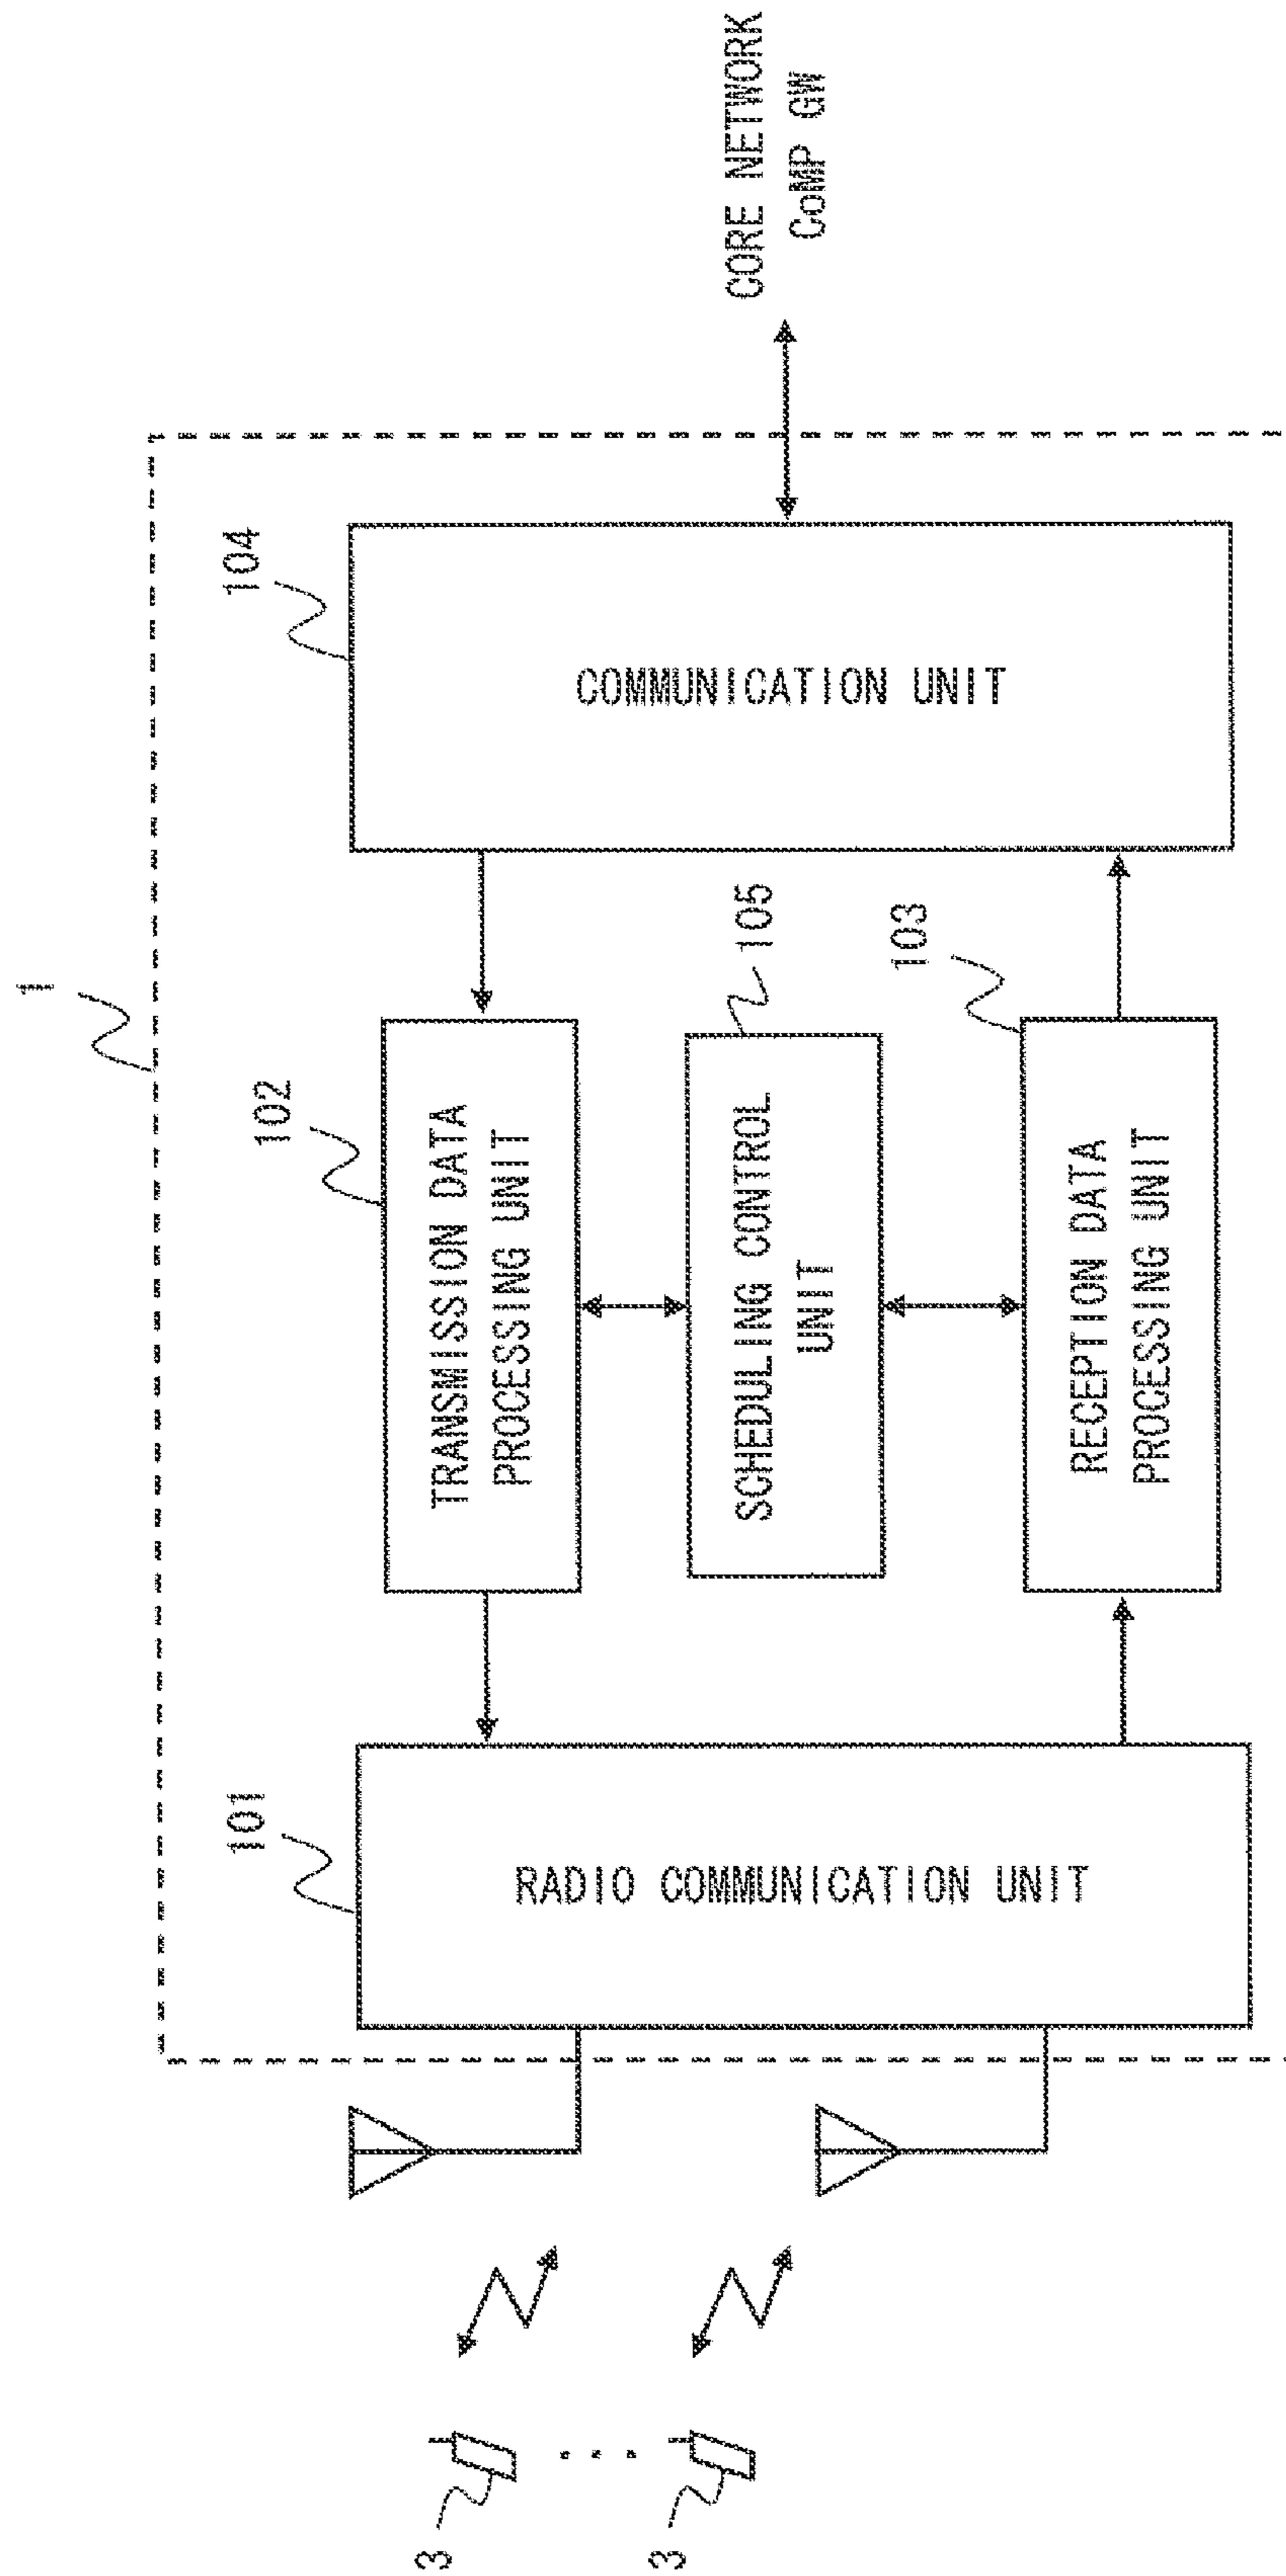 1
102
TRANSMISSION DATA
PROCESSING UNIT
101
RADIO COMMUNICATION UNIT
105
SCHEDULING CONTROL
UNIT
103
RECEPTION DATA
PROCESSING UNIT
104
COMMUNICATION UNIT
CORE NETWORK
CoMP GW
3
...
3